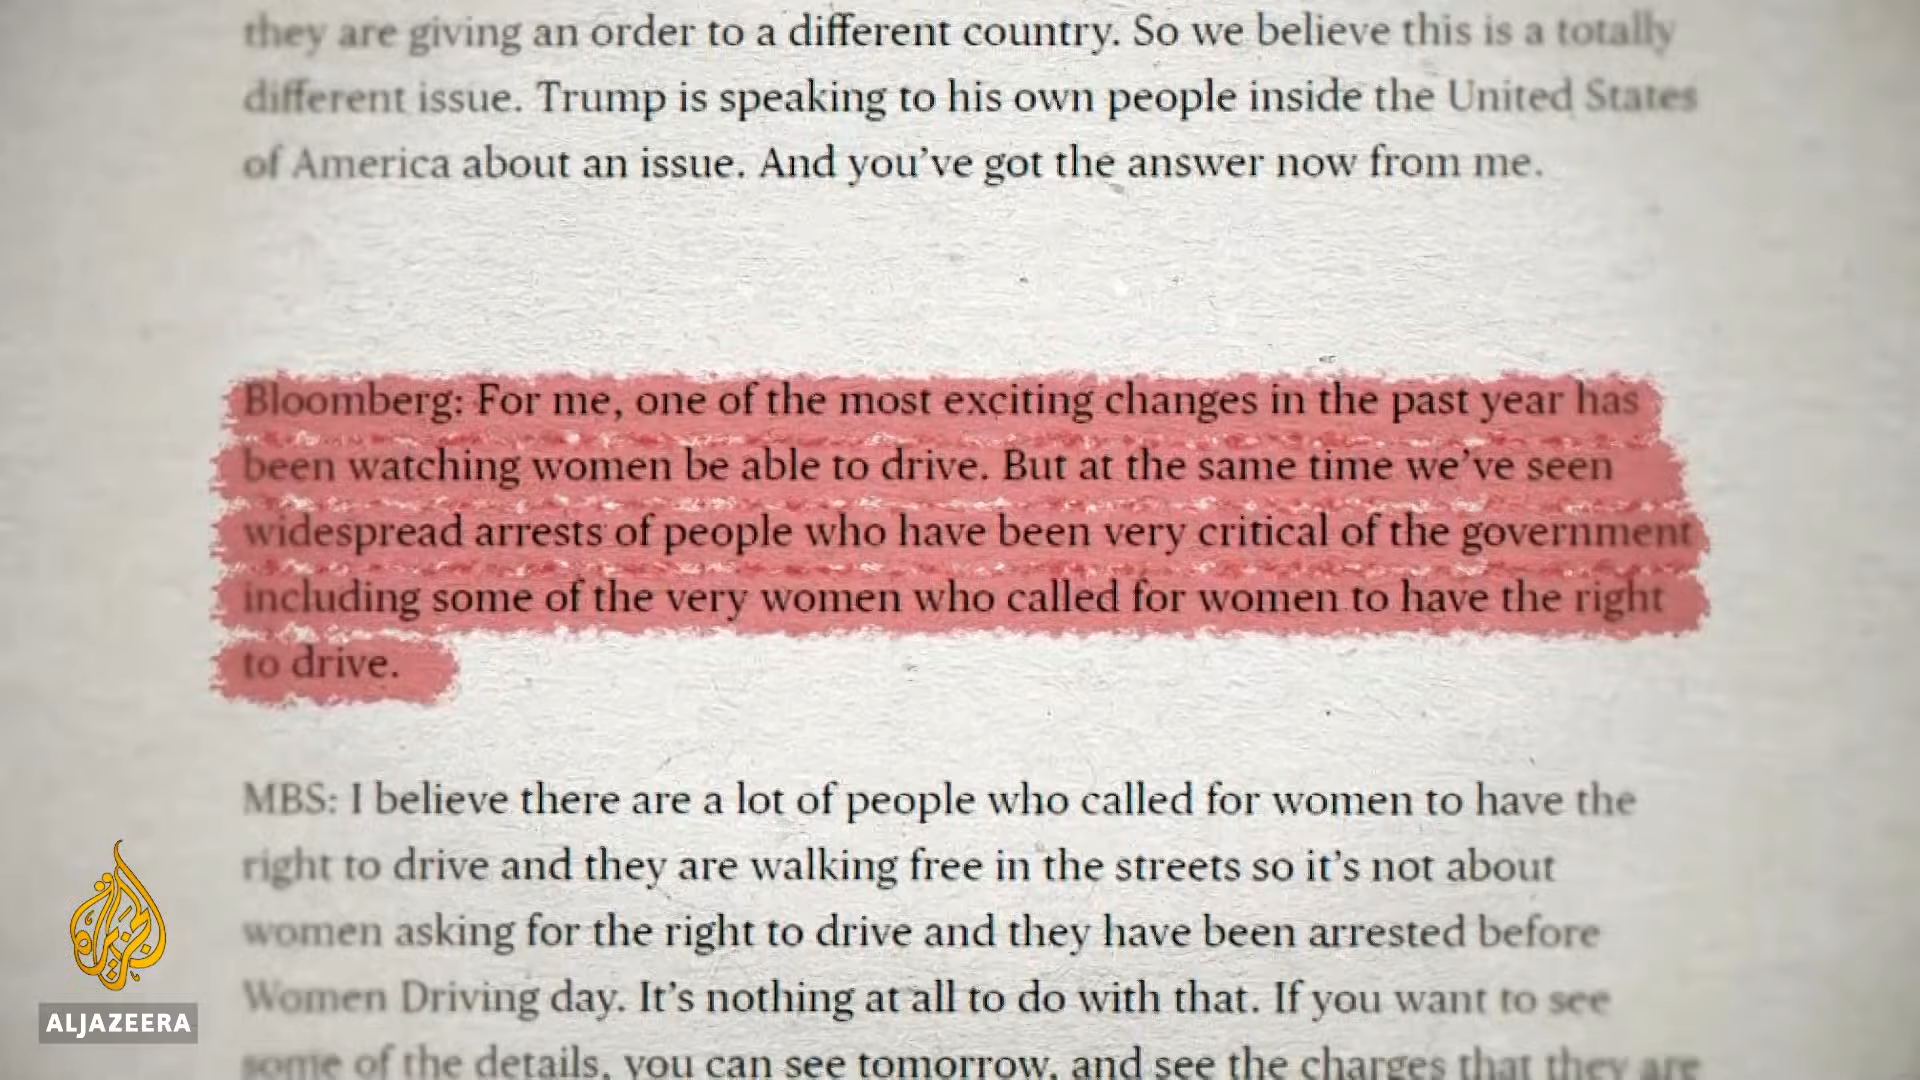 they are giving an order to a different country. So we believe this is a totally
different issue. Trump is speaking to his own people inside the United States
of America about an issue. And you've got the answer now from me.
Bloomberg: For me, one of the most exciting changes in the past year has
been watching women be able to drive. But at the same time we've seen
widespread arrests of people who have been very critical of the government
including some of the very women who called for women to have the right
to drive.
MBS: I believe there are a lot of people who called for women to have the
right to drive and they are walking free in the streets so it's not about
women asking for the right to drive and they have been arrested before
Women Driving day. It's nothing at all to do with that. If you want to see
some of the details, you can see tomorrow, and see the charges that they are
الجزيرة
ALJAZEERA